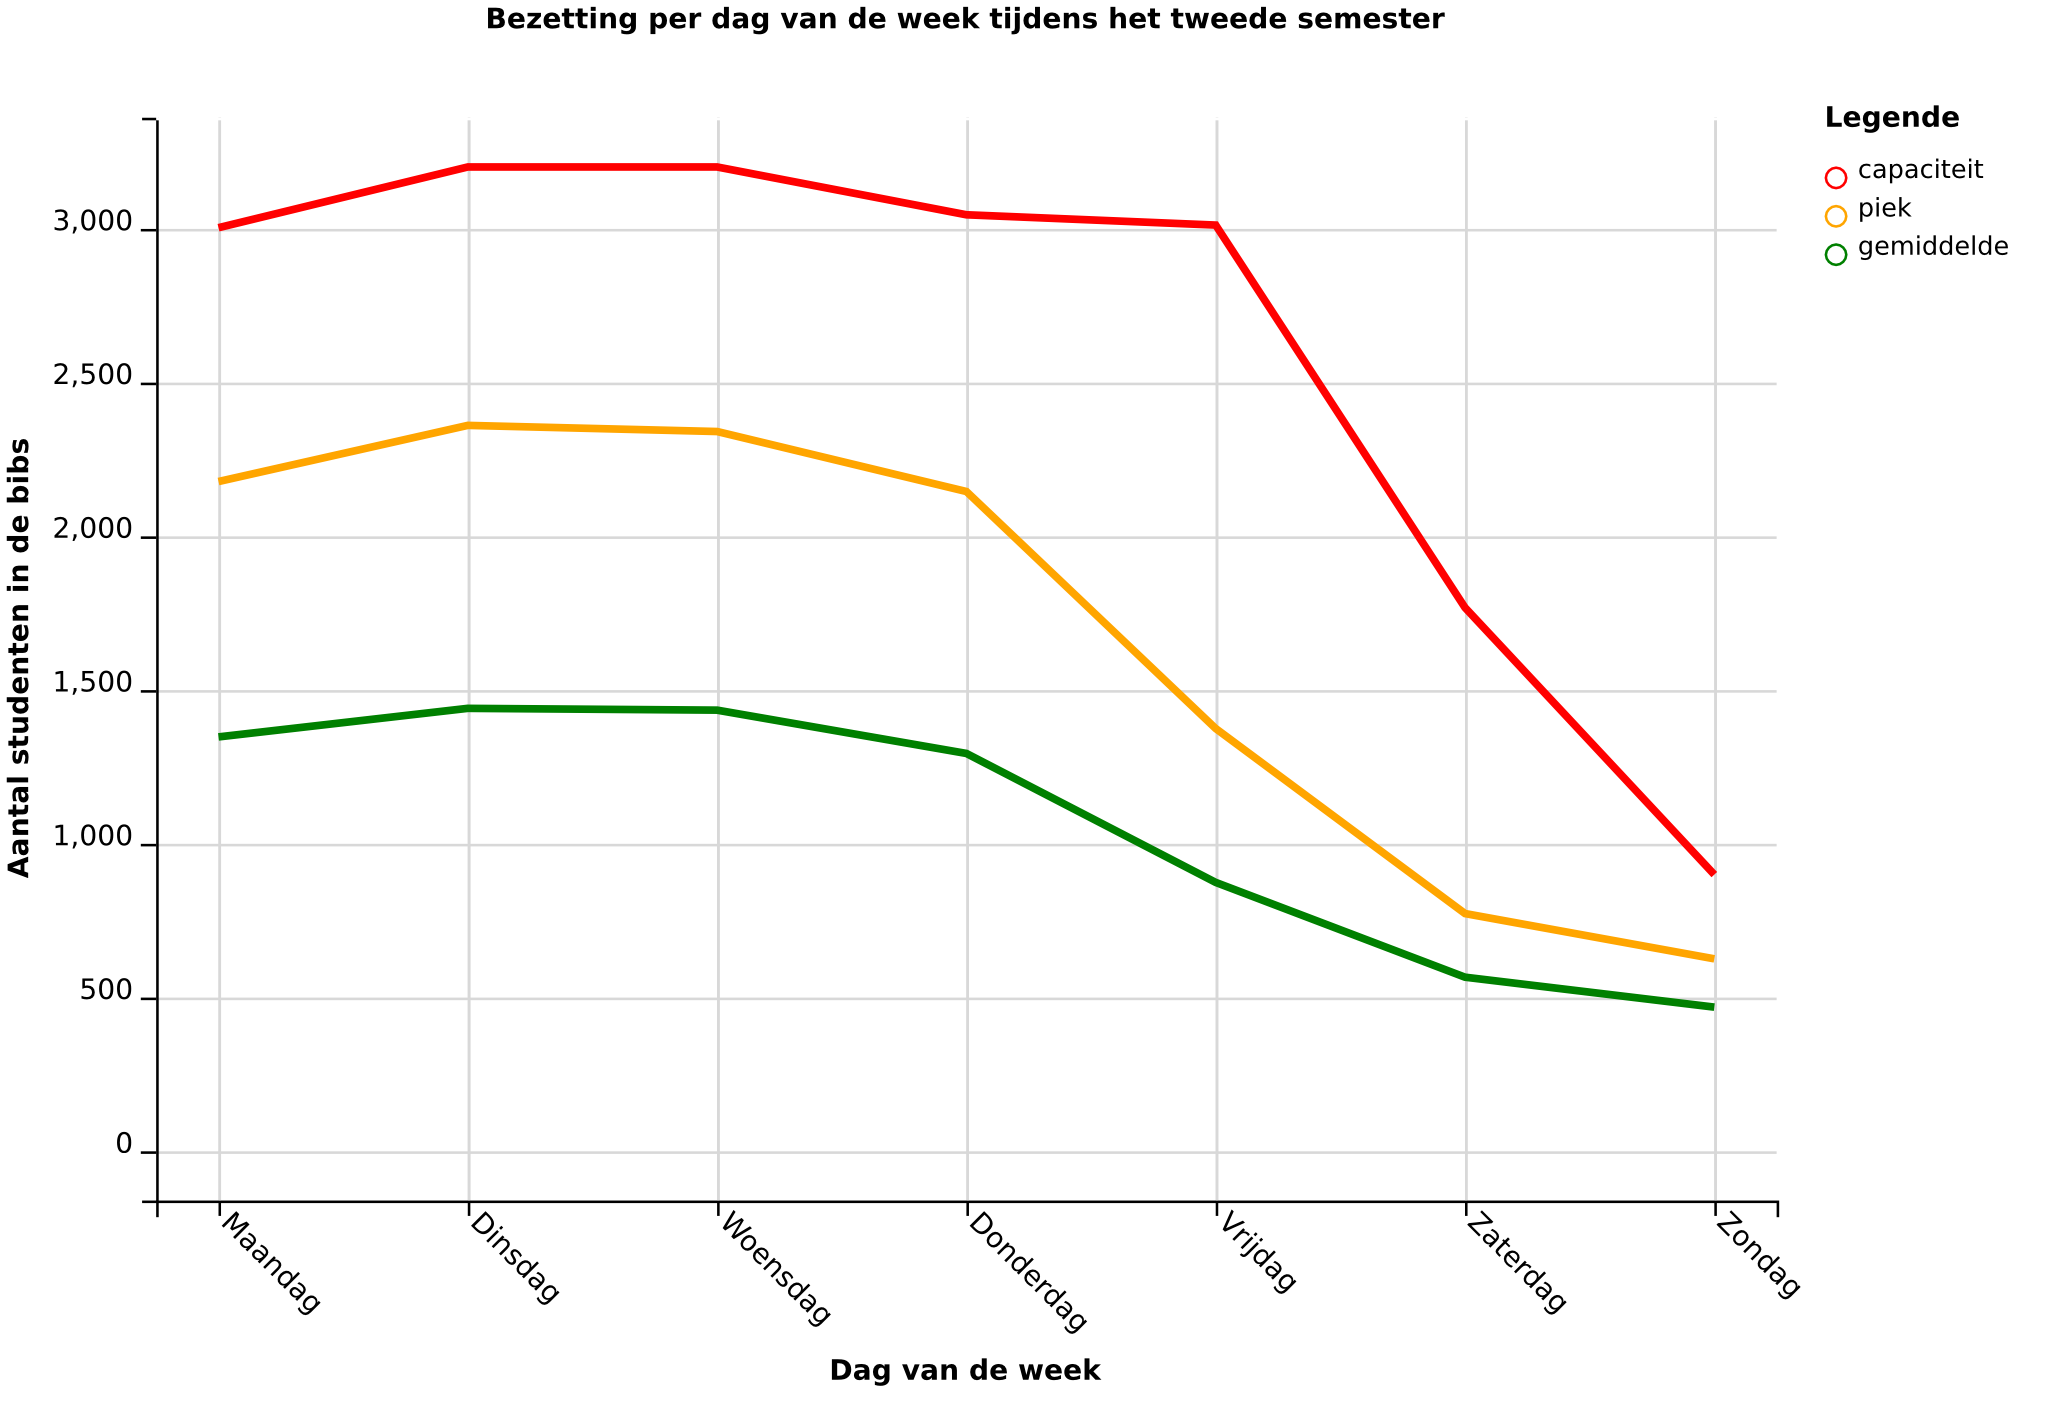 Bezetting per dag van de week tijdens het tweede semester
Legende
capaciteit
piek
gemiddelde
Aantal studenten in de bibs
3,000
2,500
2,000
1,500
1,000
500
0
Maandag
Dinsdag
Woensdag
Donderdag
Vrijdag
Zaterdag
Zondag
Dag van de week